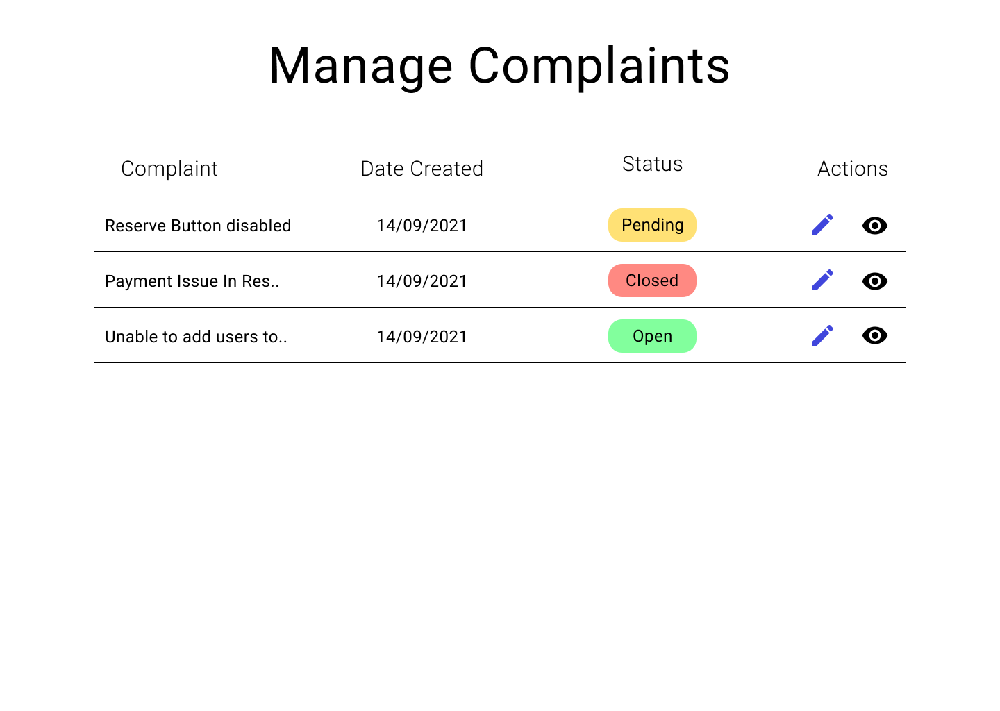 Manage Complaints
Complaint Date Created Status Actions
Reserve Button disabled 14/09/2021 Pending
Payment Issue In Res.. 14/09/2021 Closed
Unable to add users to.. 14/09/2021 Open